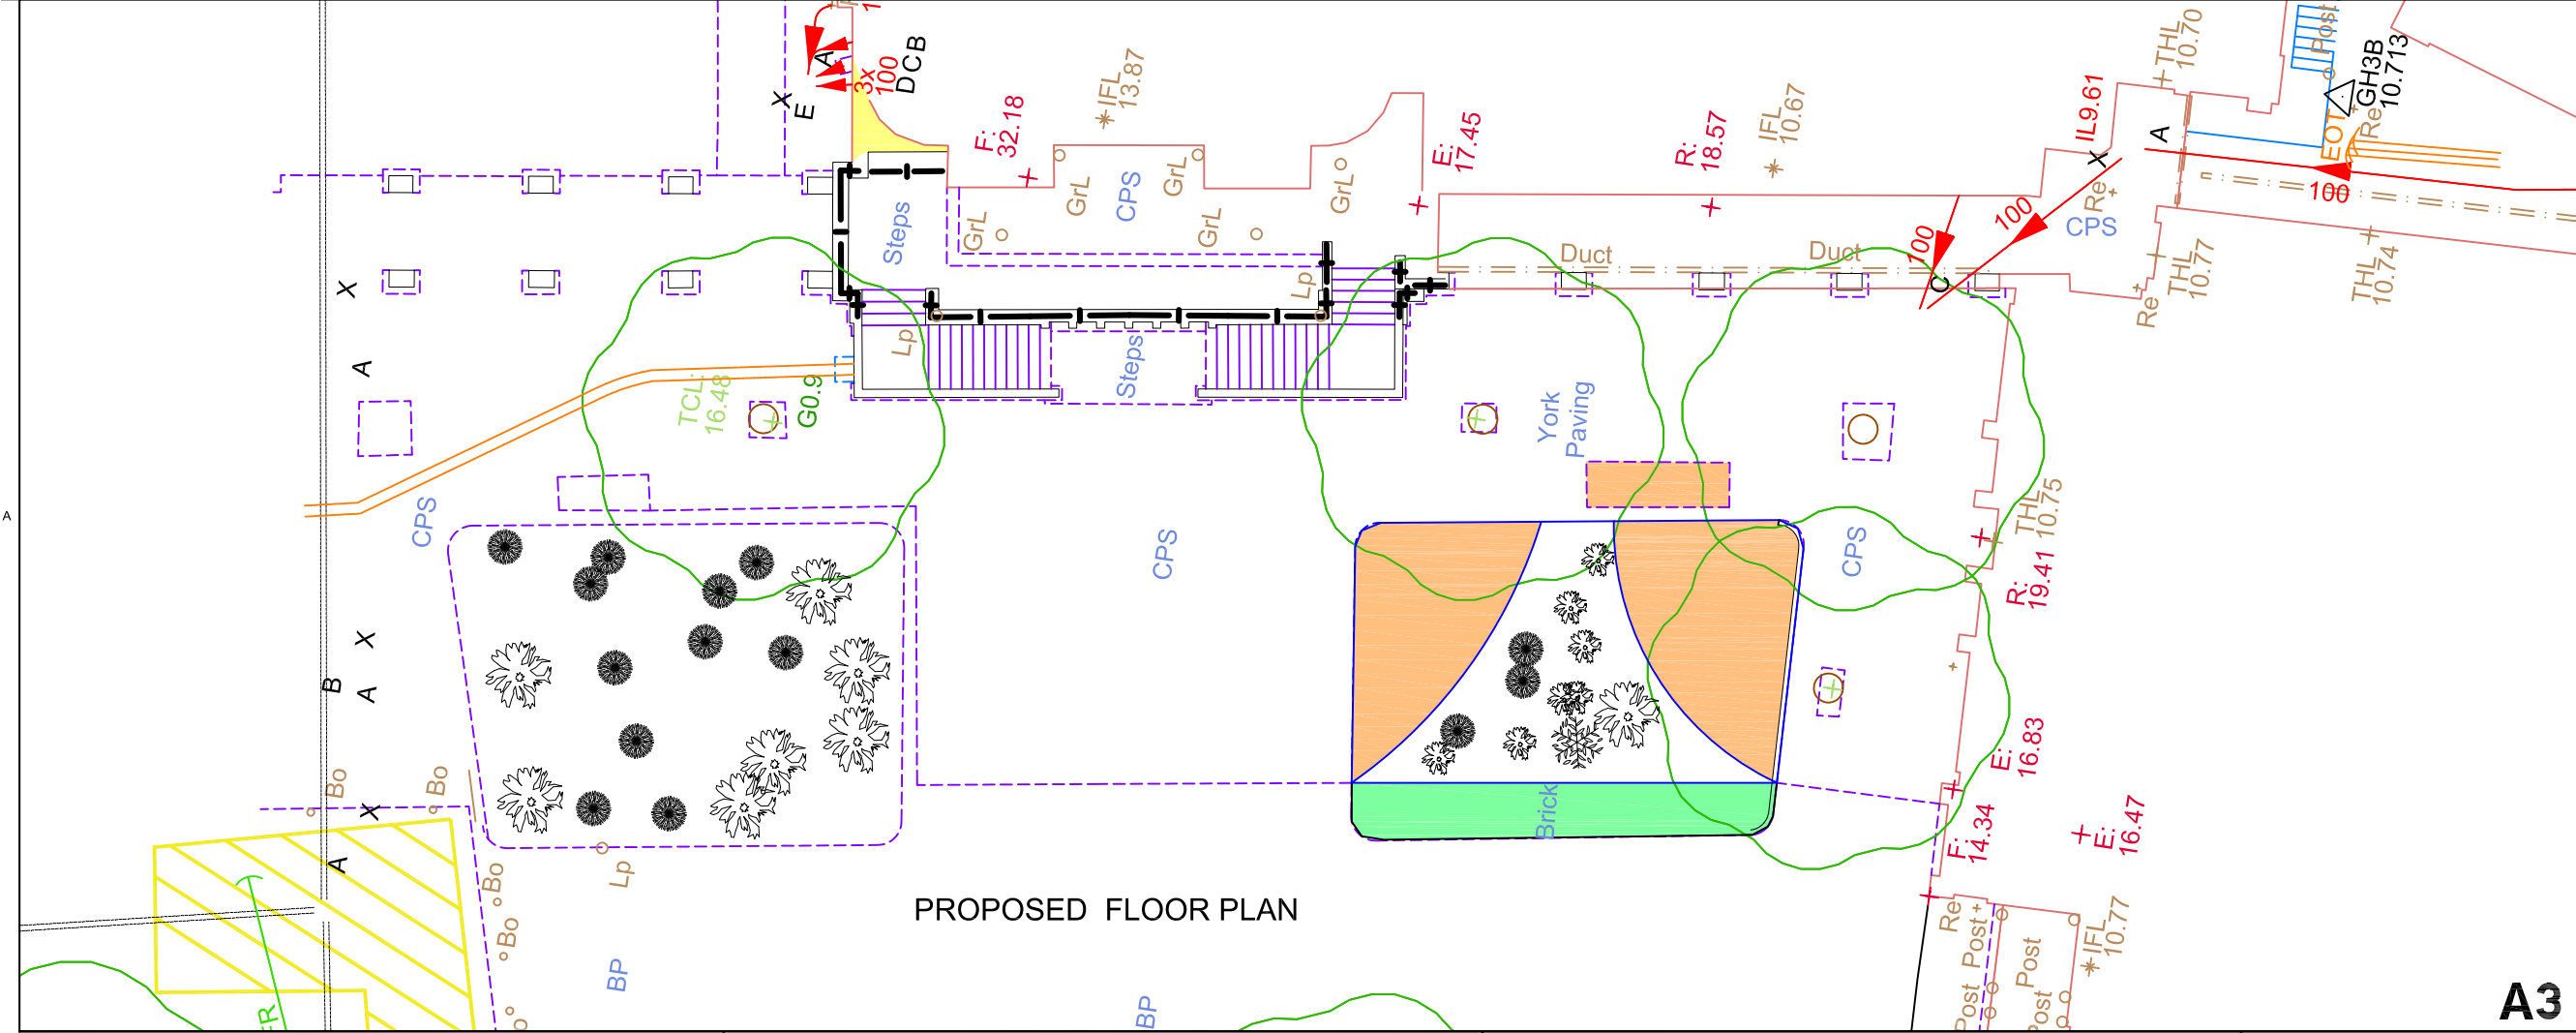 1
A
3x
100
DCB
X
E
F:
32.18
IFL
13.87
E:
17.45
R:
18.57
IFL
10.67
IL9.61
THL
10.70
Post
GH3B
10.713
A
EOT
Re
X
100
Re
CPS
100
100
C
Duct
Duct
THL
10.77
THL
10.74
Re
Steps
GrL
GrL
CPS
GrL
GrL
GrL
Lp
Lp
Steps
X
A
TCL:
16.48
G0.9
York
Paving
CPS
CPS
CPS
THL
10.75
R:
19.41
A
X
B
A
Bo
Bo
X
A
E:
16.83
Brick
F:
14.34
E:
16.47
Bo
Lp
Bo
BP
PROPOSED FLOOR PLAN
BP
Re
Post
Post
Post
IFL
10.77
A3